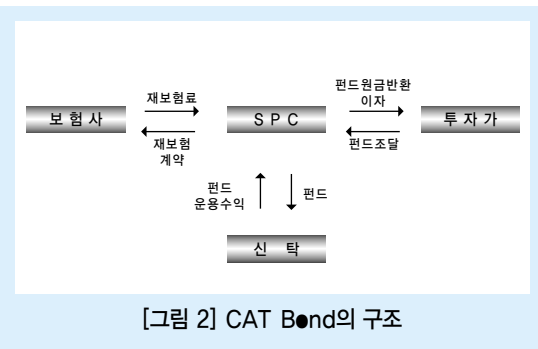 펀드원금반환
이자
재보험료
보 험 사
S P C
투 자 가
재보험
계약
펀드조달
펀드
운용수익
펀드
신 탁
[그림 2] CAT B●nd의 구조